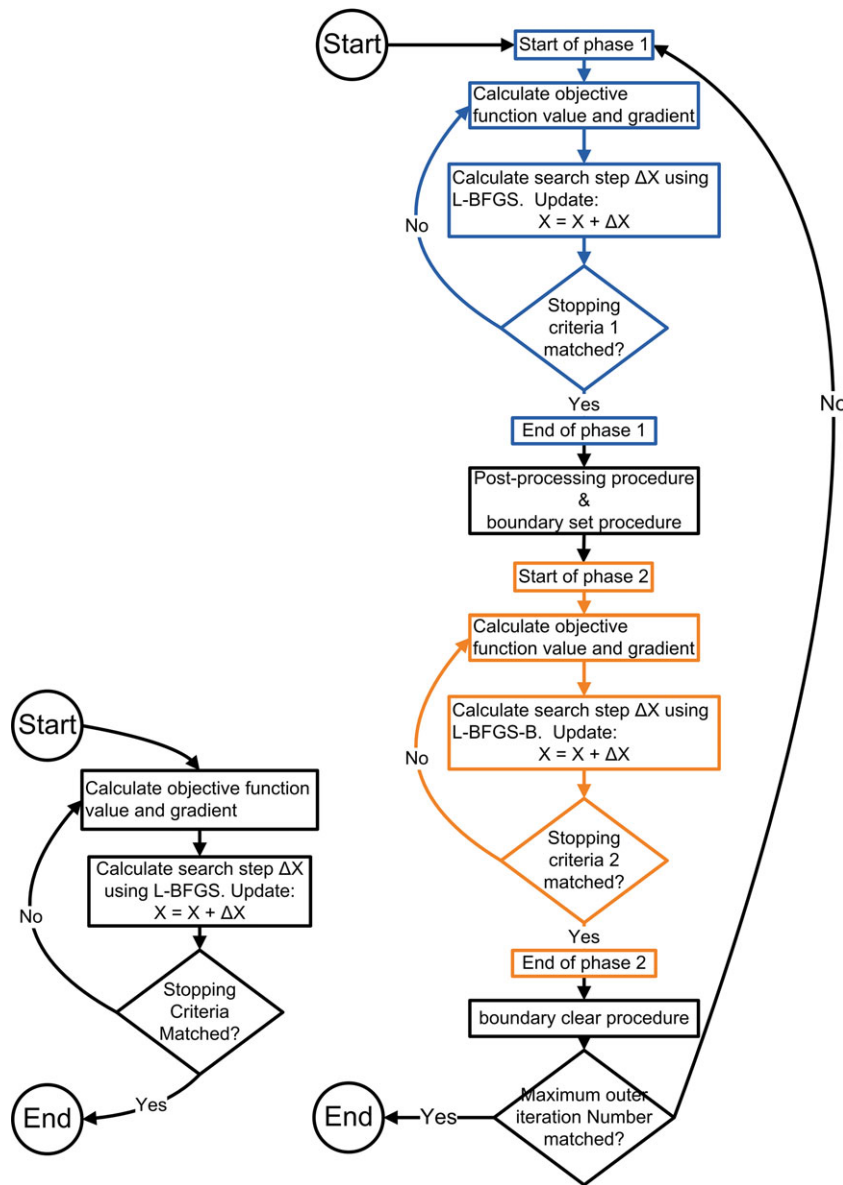 Start
Start of phase 1
Calculate objective
function value and gradient
Calculate search step ΔX using
L-BFGS. Update:
X = X + ΔX
No
Stopping
criteria 1
matched?
Yes
End of phase 1
Post-processing procedure
&
boundary set procedure
Start of phase 2
Calculate objective
function value and gradient
Calculate search step ΔX using
L-BFGS-B. Update:
X = X + ΔX
No
Stopping
criteria 2
matched?
Yes
End of phase 2
boundary clear procedure
Maximum outer
iteration Number
matched?
Yes
End
No
Start
Calculate objective function
value and gradient
Calculate search step ΔX
using L-BFGS. Update:
X = X + ΔX
No
Stopping
Criteria
Matched?
Yes
End